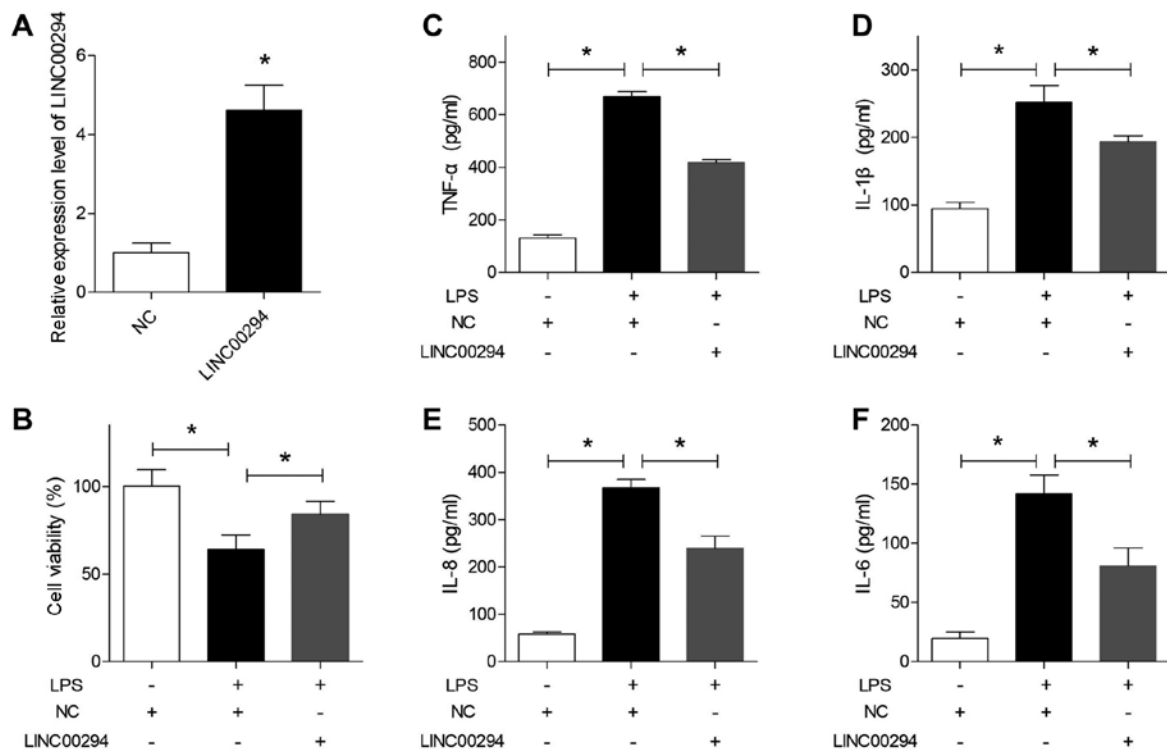 A
Relative expression level of LINC00294
6
4
2
0
*
NC
LINC00294
B
Cell viability (%)
100
50
0
*
*
LPS - + +
NC + + -
LINC00294 - - +
C
TNF-α (pg/ml)
800
600
400
200
0
*
*
LPS - + +
NC + + -
LINC00294 - - +
D
IL-1β (pg/ml)
300
200
100
0
*
*
LPS - + +
NC + + -
LINC00294 - - +
E
IL-8 (pg/ml)
500
400
300
200
100
0
*
*
LPS - + +
NC + + -
LINC00294 - - +
F
IL-6 (pg/ml)
200
150
100
50
0
*
*
LPS - + +
NC + + -
LINC00294 - - +